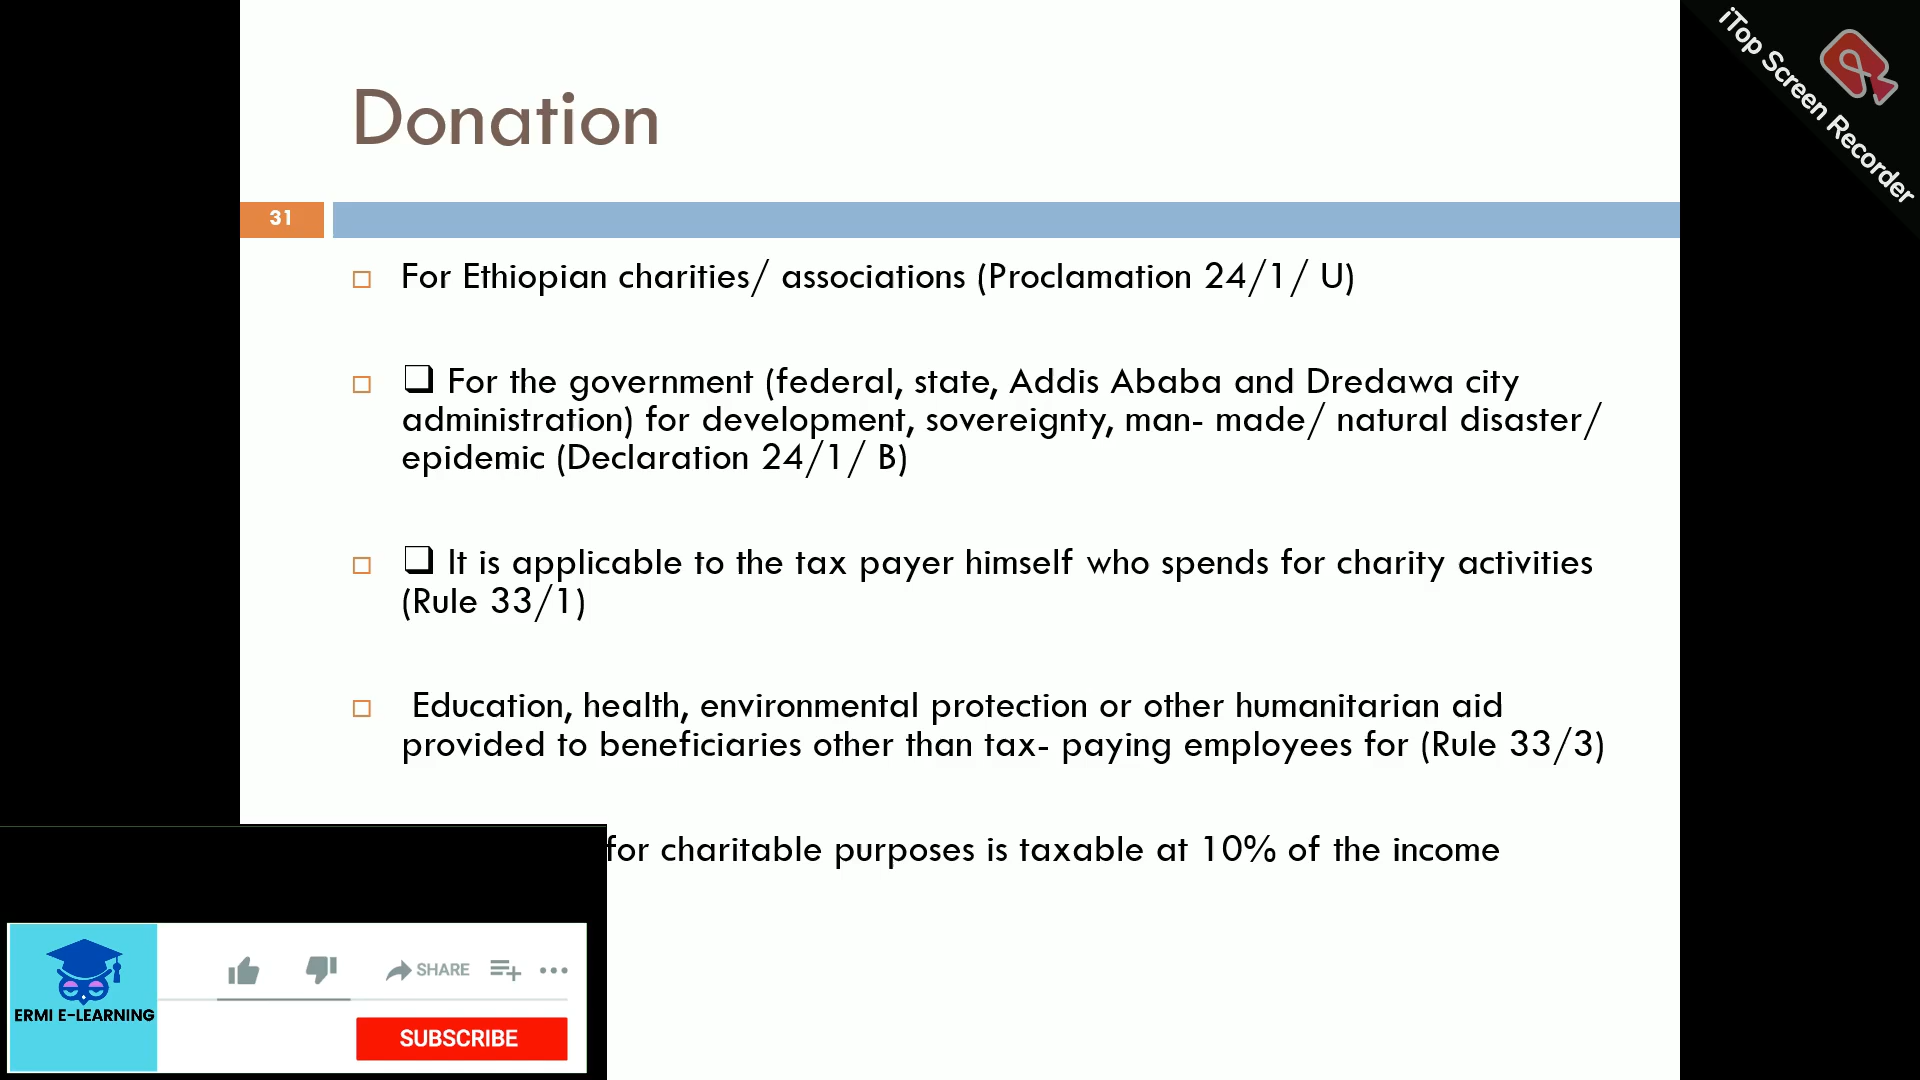 Donation
iTop Screen Recorder
31
For Ethiopian charities/ associations (Proclamation 24/1/ U)
❑ For the government (federal, state, Addis Ababa and Dredawa city
administration) for development, sovereignty, man- made/ natural disaster/
epidemic (Declaration 24/1/ B)
❑ It is applicable to the tax payer himself who spends for charity activities
(Rule 33/1)
Education, health, environmental protection or other humanitarian aid
provided to beneficiaries other than tax- paying employees for (Rule 33/3)
for charitable purposes is taxable at 10% of the income
SHARE
ERMI E-LEARNING
SUBSCRIBE